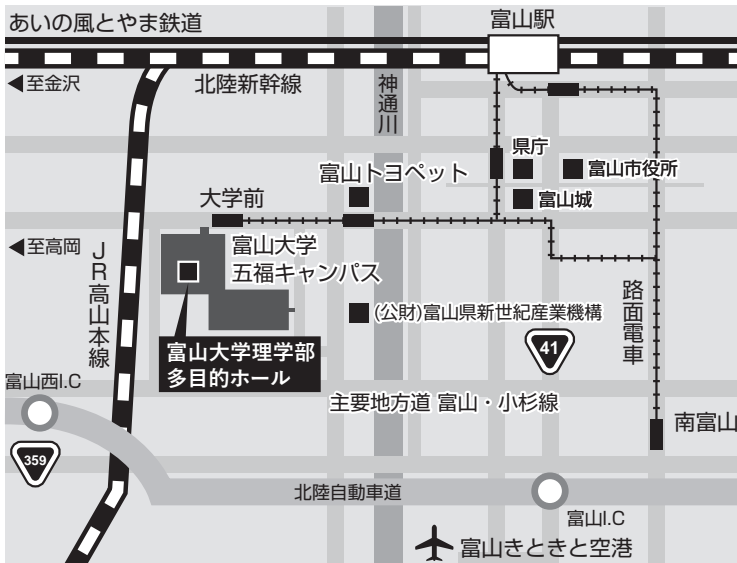 あいの風とやま鉄道
富山駅
◀至金沢
北陸新幹線
神通川
県庁
富山市役所
富山トヨペット
大学前
富山城
◀至高岡
JR高山本線
富山大学
五福キャンパス
路面電車
(公財)富山県新世紀産業機構
41
富山大学理学部
多目的ホール
富山西I.C
主要地方道 富山・小杉線
南富山
359
北陸自動車道
富山I.C
富山きときと空港